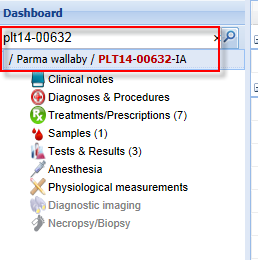 Dashboard
plt14-00632
/ Parma wallaby / PLT14-00632-IA
Clinical notes
Diagnoses & Procedures
Treatments/Prescriptions (7)
Samples (1)
Tests & Results (3)
Anesthesia
Physiological measurements
Diagnostic imaging
Necropsy/Biopsy